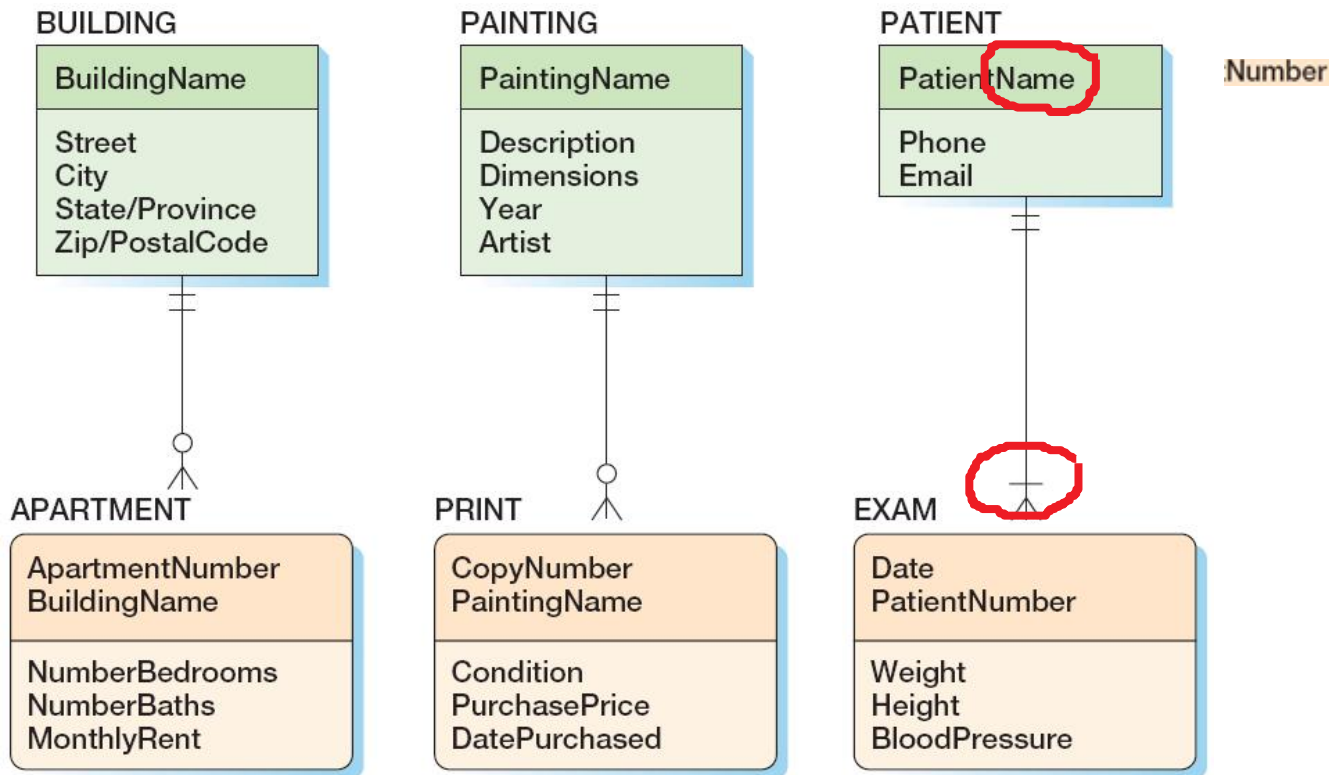 BUILDING
BuildingName
Street
City
State/Province
Zip/PostalCode
APARTMENT
ApartmentNumber
BuildingName
NumberBedrooms
NumberBaths
MonthlyRent
PAINTING
PaintingName
Description
Dimensions
Year
Artist
PRINT
CopyNumber
PaintingName
Condition
PurchasePrice
DatePurchased
PATIENT
PatientName
Phone
Email
EXAM
Date
PatientNumber
Weight
Height
BloodPressure
Number